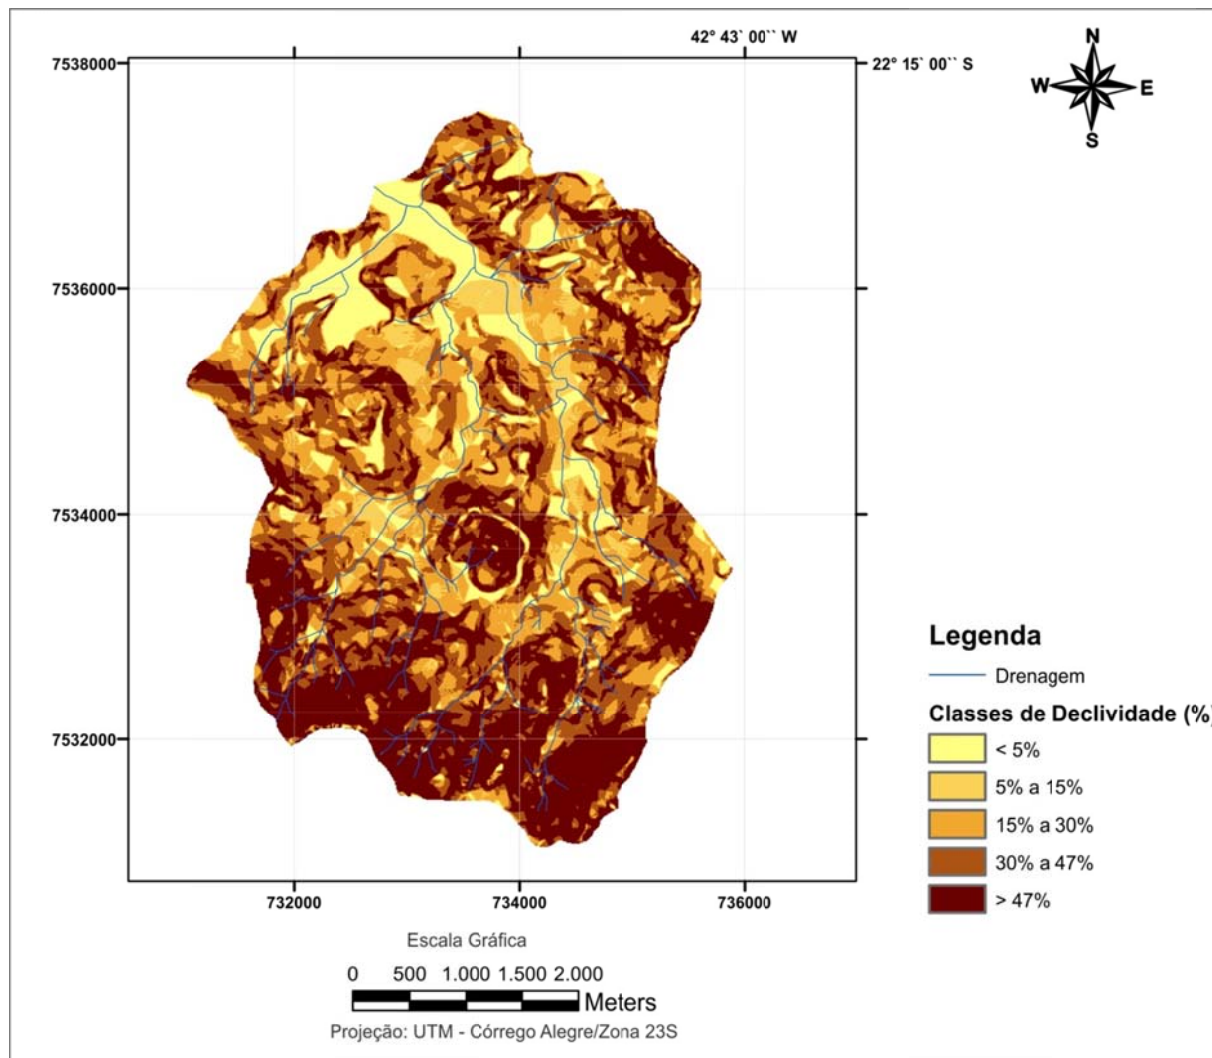 42° 43` 00`` W
N
7538000
22° 15` 00`` S
W
E
S
7536000
7534000
7532000
732000
734000
736000
Legenda
Drenagem
Classes de Declividade (%)
< 5%
5% a 15%
15% a 30%
30% a 47%
> 47%
Escala Gráfica
0 500 1.000 1.500 2.000
Meters
Projeção: UTM - Córrego Alegre/Zona 23S